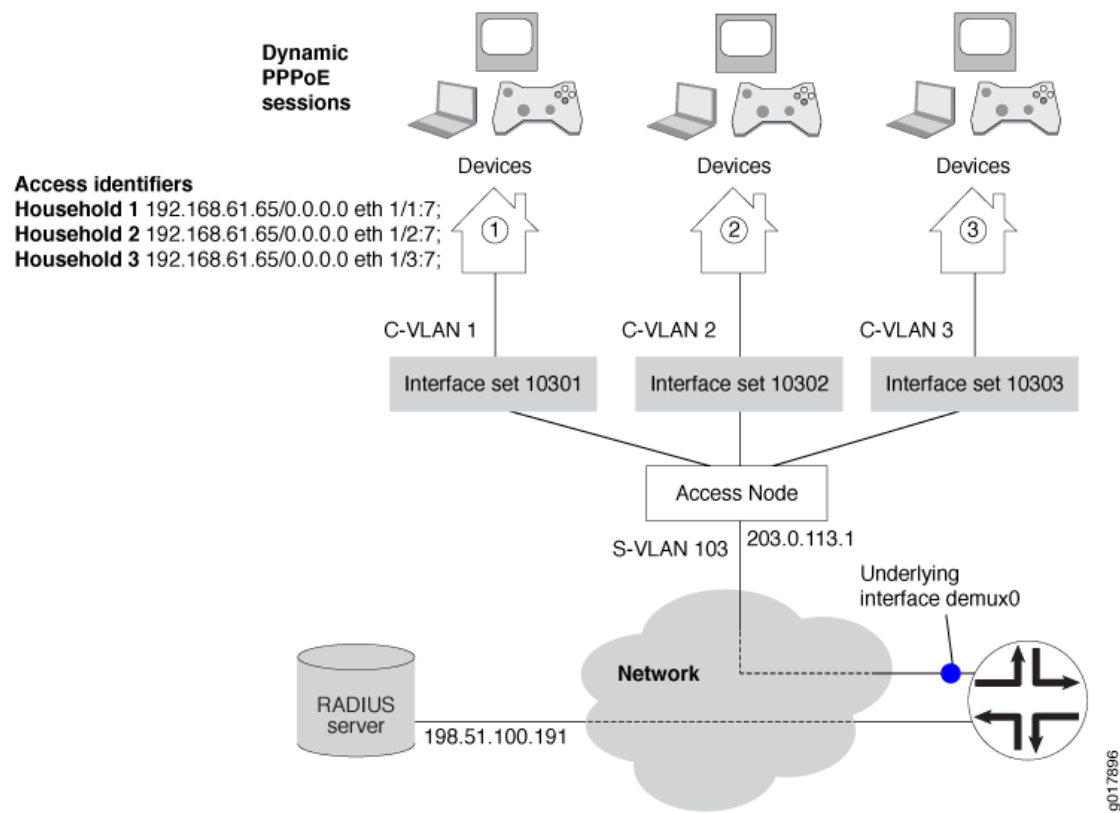 Dynamic
PPPoE
sessions
Devices
Devices
Devices
Access identifiers
Household 1 192.168.61.65/0.0.0.0 eth 1/1:7;
Household 2 192.168.61.65/0.0.0.0 eth 1/2:7;
Household 3 192.168.61.65/0.0.0.0 eth 1/3:7;
1
2
3
C-VLAN 1
C-VLAN 2
C-VLAN 3
Interface set 10301
Interface set 10302
Interface set 10303
Access Node
S-VLAN 103
203.0.113.1
Underlying
interface demux0
Network
RADIUS
server
198.51.100.191
g017896